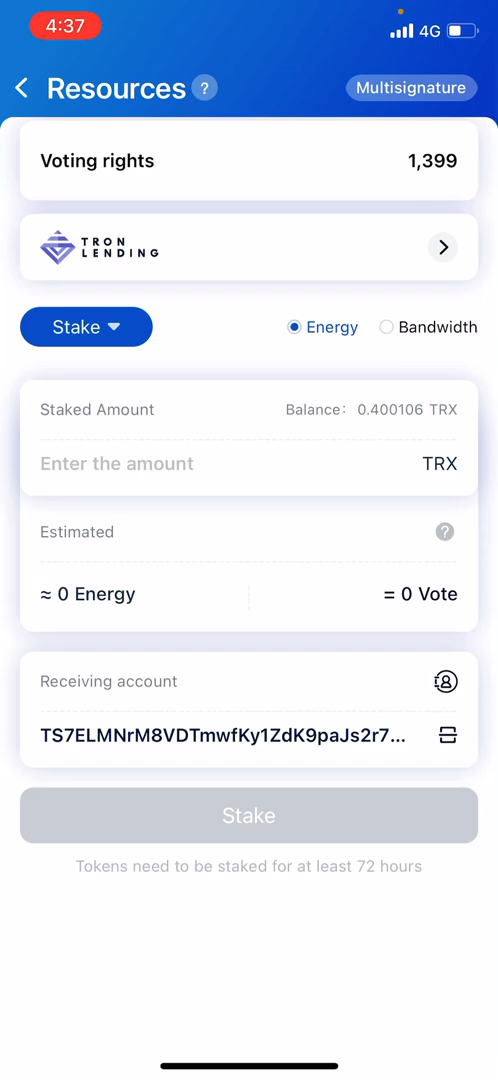 4:37
4G
Resources ?
Multisignature
Voting rights 1,399
TRON
LENDING
Stake
Energy
Bandwidth
Staked Amount Balance: 0.400106 TRX
Enter the amount TRX
Estimated ?
≈ 0 Energy = 0 Vote
Receiving account
TS7ELMNrM8VDTmwfKy1ZdK9paJs2r7...
Stake
Tokens need to be staked for at least 72 hours